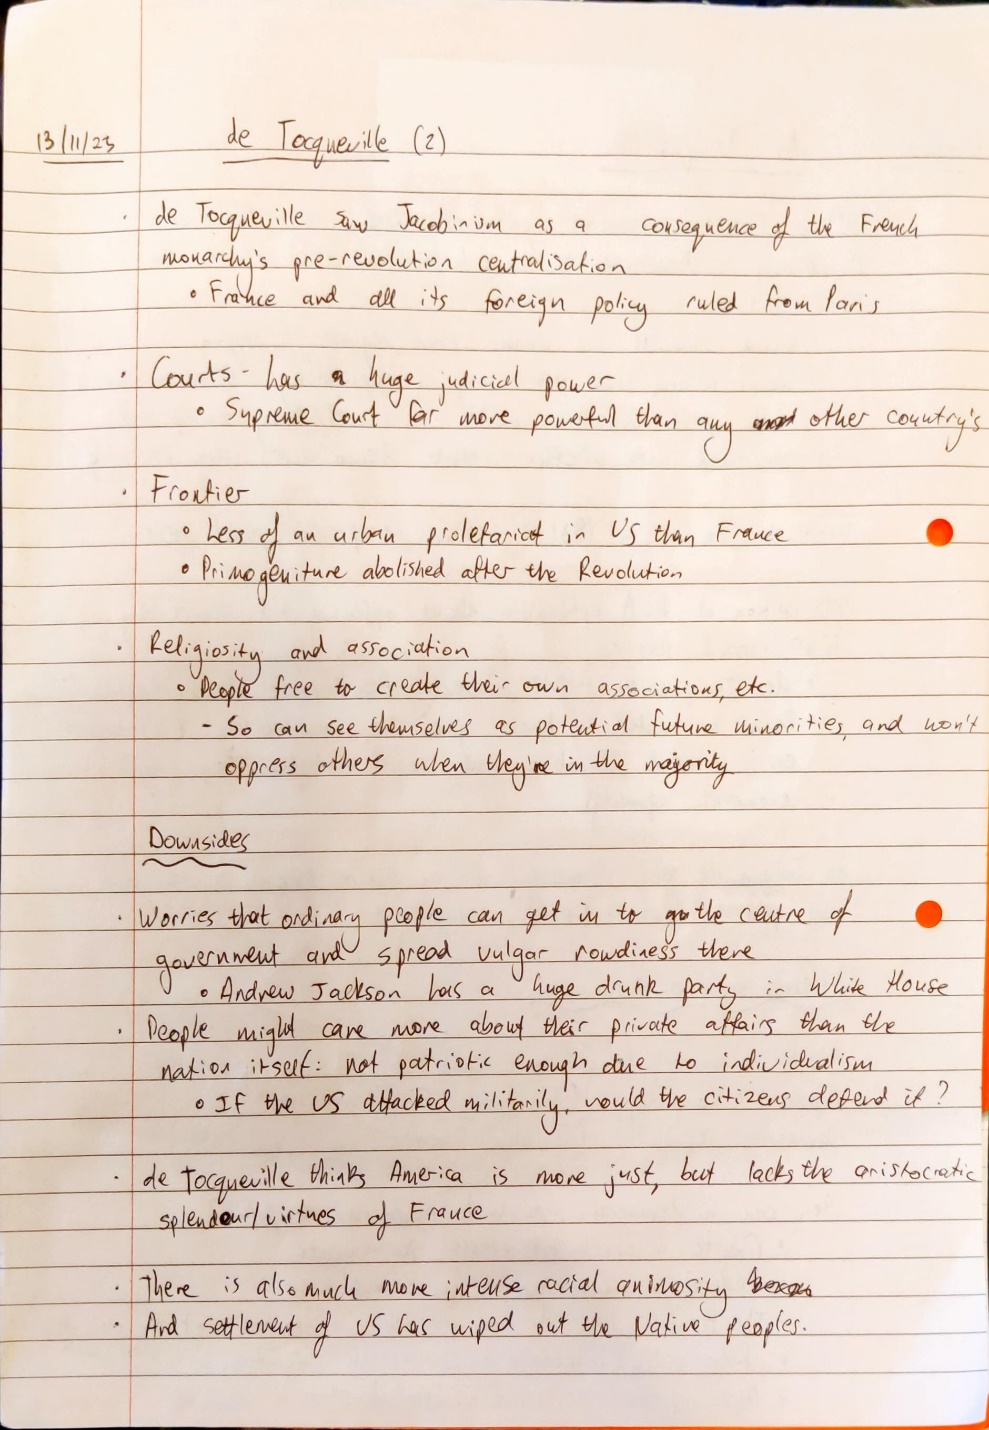 13/11/23 de Tocqueville (2)
· de Tocqueville saw Jacobinism as a consequence of the French
monarchy's pre-revolution centralisation
• France and all its foreign policy ruled from Paris
· Courts - has a huge judicial power
• Supreme Court far more powerful than any other country's
· Frontier
• Less of an urban proletariat in US than France
• Primogeniture abolished after the Revolution
· Religiosity and association
• People free to create their own associations, etc.
- So can see themselves as potential future minorities, and won't
oppress others when they're in the majority
Downsides
· Worries that ordinary people can get in to the centre of
government and spread vulgar rowdiness there
• Andrew Jackson has a huge drunk party in White House
· People might care more about their private affairs than the
nation itself: not patriotic enough due to individualism
• If the US attacked militarily, would the citizens defend it?
· de Tocqueville thinks America is more just, but lacks the aristocratic
splendour/virtues of France
· There is also much more intense racial animosity
· And settlement of US has wiped out the Native peoples.